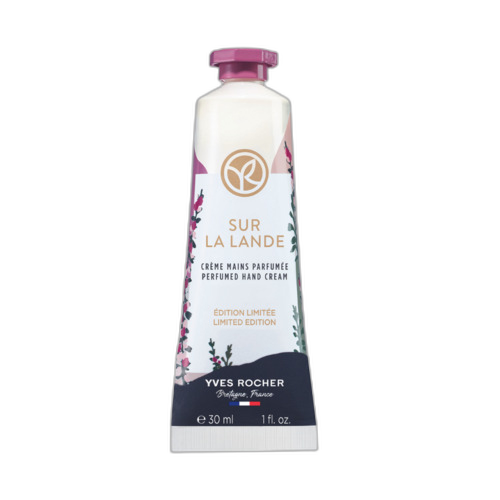 SUR
LA LANDE
CRÈME MAINS PARFUMÉE
PERFUMED HAND CREAM
ÉDITION LIMITÉE
LIMITED EDITION
YVES ROCHER
Bretagne, France
℮ 30 ml 1 fl. oz.